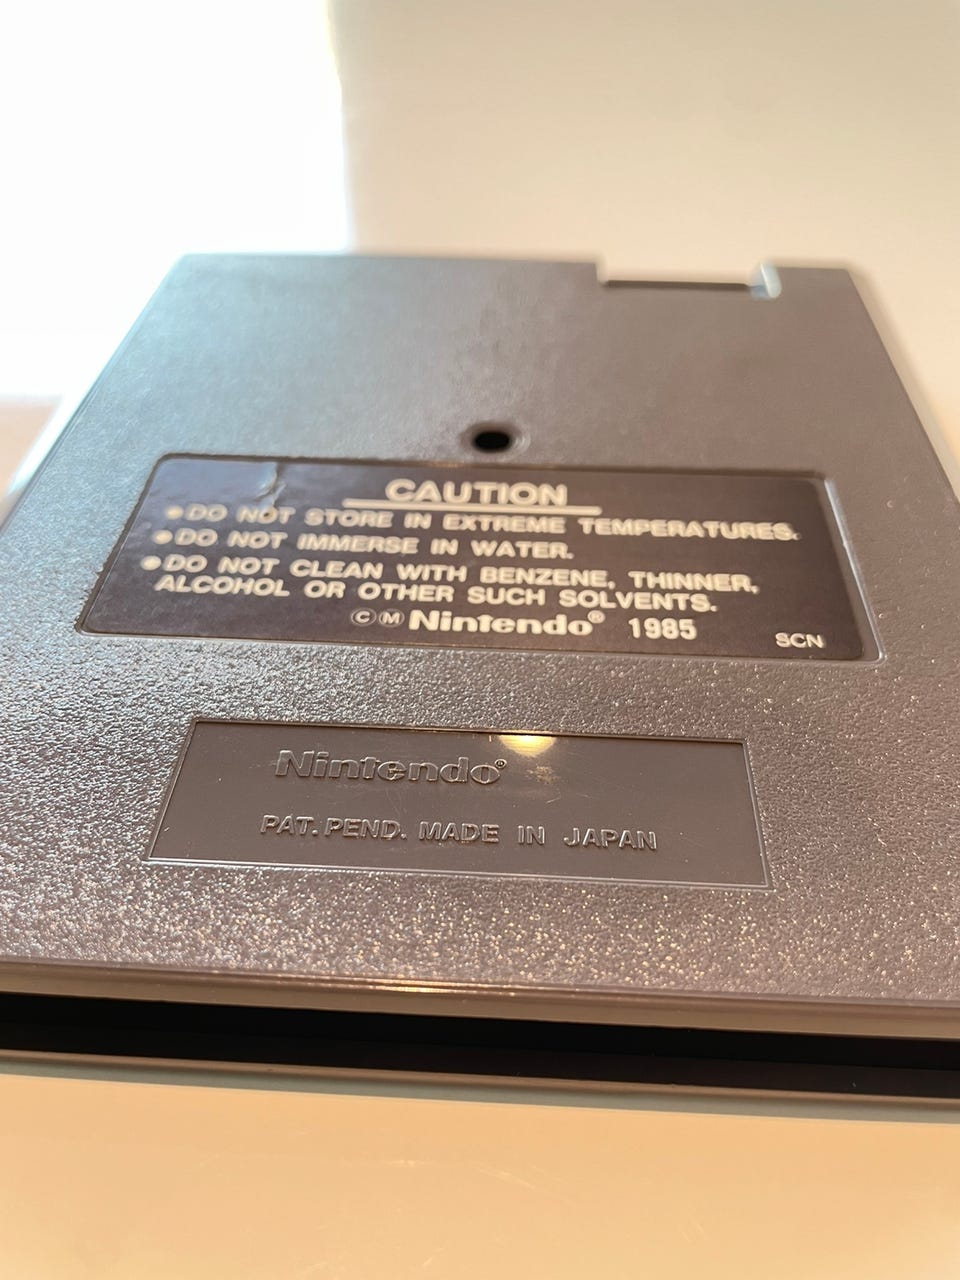 CAUTION
●DO NOT STORE IN EXTREME TEMPERATURES.
●DO NOT IMMERSE IN WATER.
●DO NOT CLEAN WITH BENZENE, THINNER,
ALCOHOL OR OTHER SUCH SOLVENTS.
©Ⓜ Nintendo® 1985 SCN
Nintendo®
PAT. PEND. MADE IN JAPAN